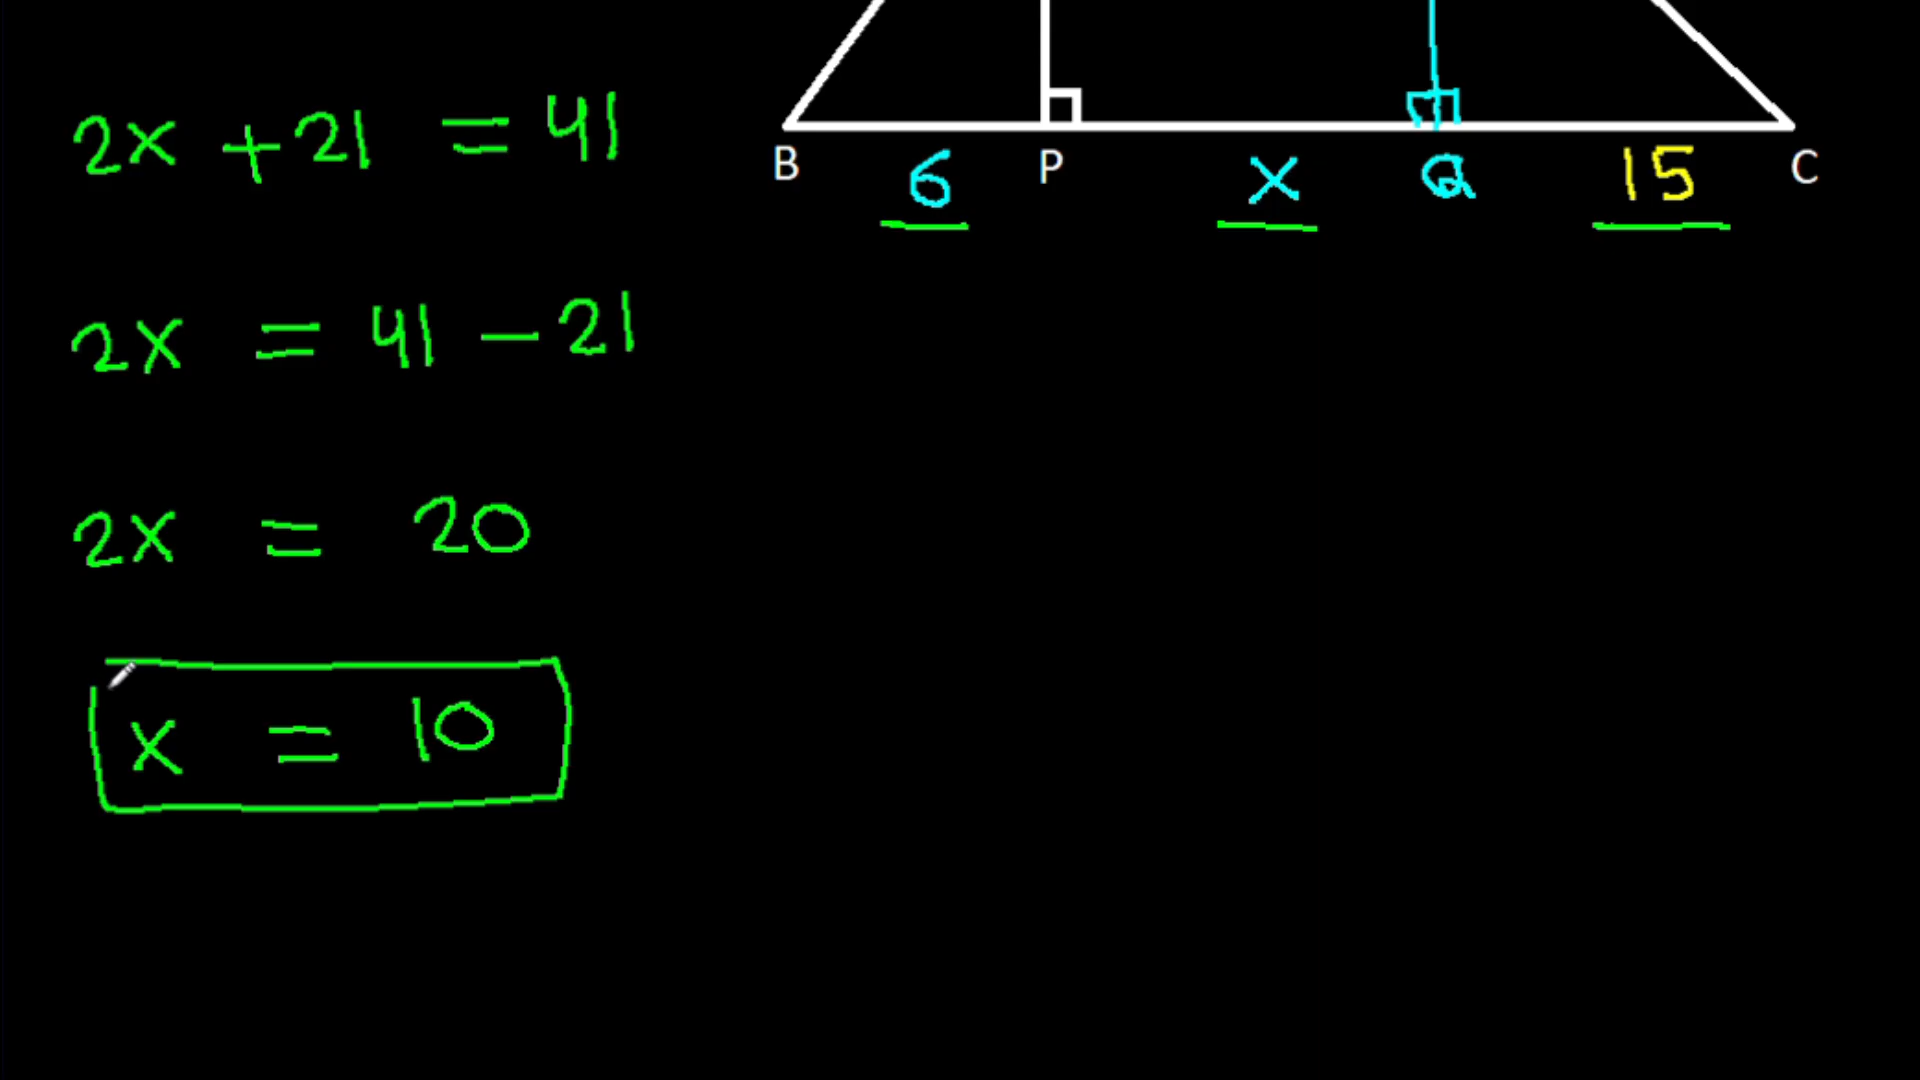 2x + 21 = 41
B 6 P x Q 15 C
2x = 41 - 21
2x = 20
x = 10